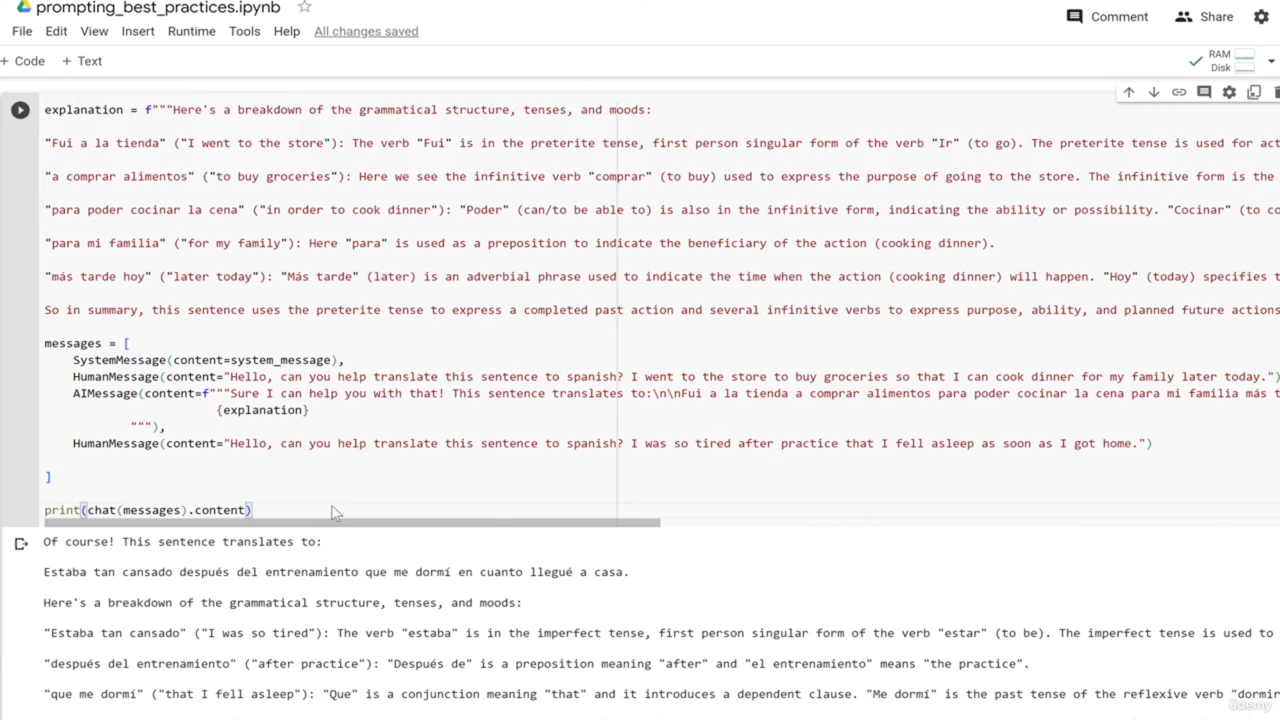 prompting_best_practices.ipynb
Comment
Share
File Edit View Insert Runtime Tools Help All changes saved
+ Code + Text
RAM
Disk
explanation = f"""Here's a breakdown of the grammatical structure, tenses, and moods:
"Fui a la tienda" ("I went to the store"): The verb "Fui" is in the preterite tense, first person singular form of the verb "Ir" (to go). The preterite tense is used for
"a comprar alimentos" ("to buy groceries"): Here we see the infinitive verb "comprar" (to buy) used to express the purpose of going to the store. The infinitive form is the
"para poder cocinar la cena" ("in order to cook dinner"): "Poder" (can/to be able to) is also in the infinitive form, indicating the ability or possibility. "Cocinar" (to
"para mi familia" ("for my family"): Here "para" is used as a preposition to indicate the beneficiary of the action (cooking dinner).
"más tarde hoy" ("later today"): "Más tarde" (later) is an adverbial phrase used to indicate the time when the action (cooking dinner) will happen. "Hoy" (today) specifies
So in summary, this sentence uses the preterite tense to express a completed past action and several infinitive verbs to express purpose, ability, and planned future actions
messages = [
SystemMessage(content=system_message),
HumanMessage(content="Hello, can you help translate this sentence to spanish? I went to the store to buy groceries so that I can cook dinner for my family later today.")
AIMessage(content=f"""Sure I can help you with that! This sentence translates to:\n\nFui a la tienda a comprar alimentos para poder cocinar la cena para mi familia más
{explanation}
"""),
HumanMessage(content="Hello, can you help translate this sentence to spanish? I was so tired after practice that I fell asleep as soon as I got home.")
]
print(chat(messages).content)
Of course! This sentence translates to:
Estaba tan cansado después del entrenamiento que me dormí en cuanto llegué a casa.
Here's a breakdown of the grammatical structure, tenses, and moods:
"Estaba tan cansado" ("I was so tired"): The verb "estaba" is in the imperfect tense, first person singular form of the verb "estar" (to be). The imperfect tense is used to
"después del entrenamiento" ("after practice"): "Después de" is a preposition meaning "after" and "el entrenamiento" means "the practice".
"que me dormí" ("that I fell asleep"): "Que" is a conjunction meaning "that" and it introduces a dependent clause. "Me dormí" is the past tense of the reflexive verb
udemy